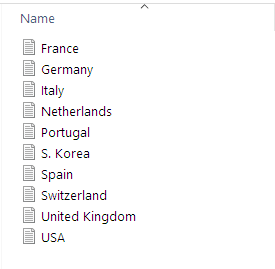 Name
France
Germany
Italy
Netherlands
Portugal
S. Korea
Spain
Switzerland
United Kingdom
USA